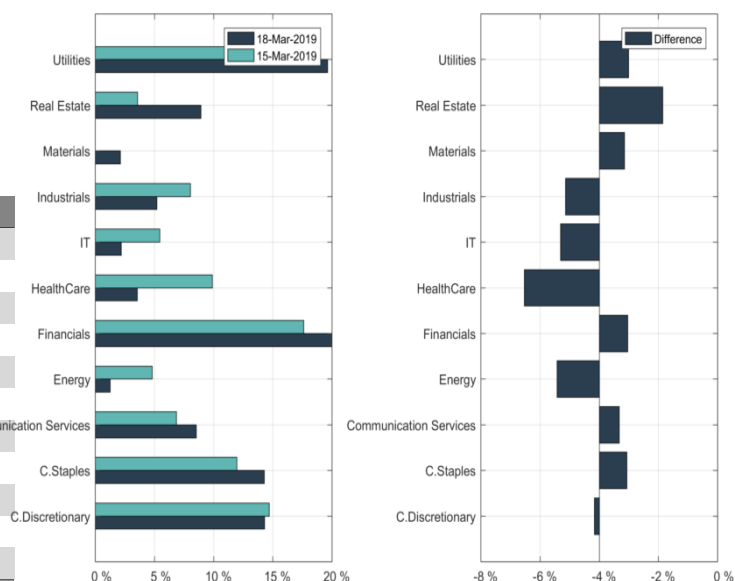 18-Mar-2019
15-Mar-2019
Utilities
Real Estate
Materials
Industrials
IT
HealthCare
Financials
Energy
unication Services
C.Staples
C.Discretionary
0 % 5 % 10 % 15 % 20 %
Difference
Utilities
Real Estate
Materials
Industrials
IT
HealthCare
Financials
Energy
Communication Services
C.Staples
C.Discretionary
-8 % -6 % -4 % -2 % 0 %